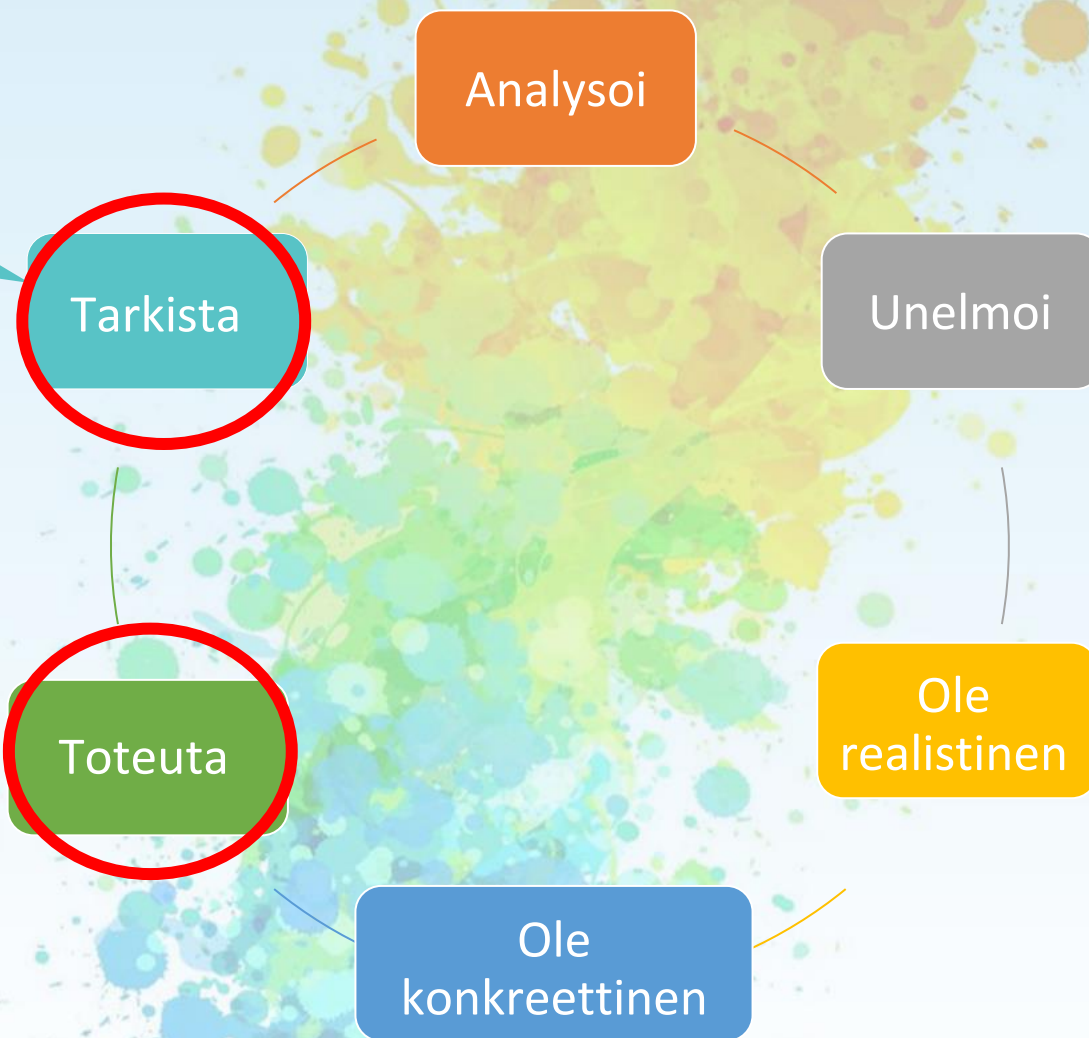 Analysoi
Unelmoi
Ole
realistinen
Ole
konkreettinen
Toteuta
Tarkista